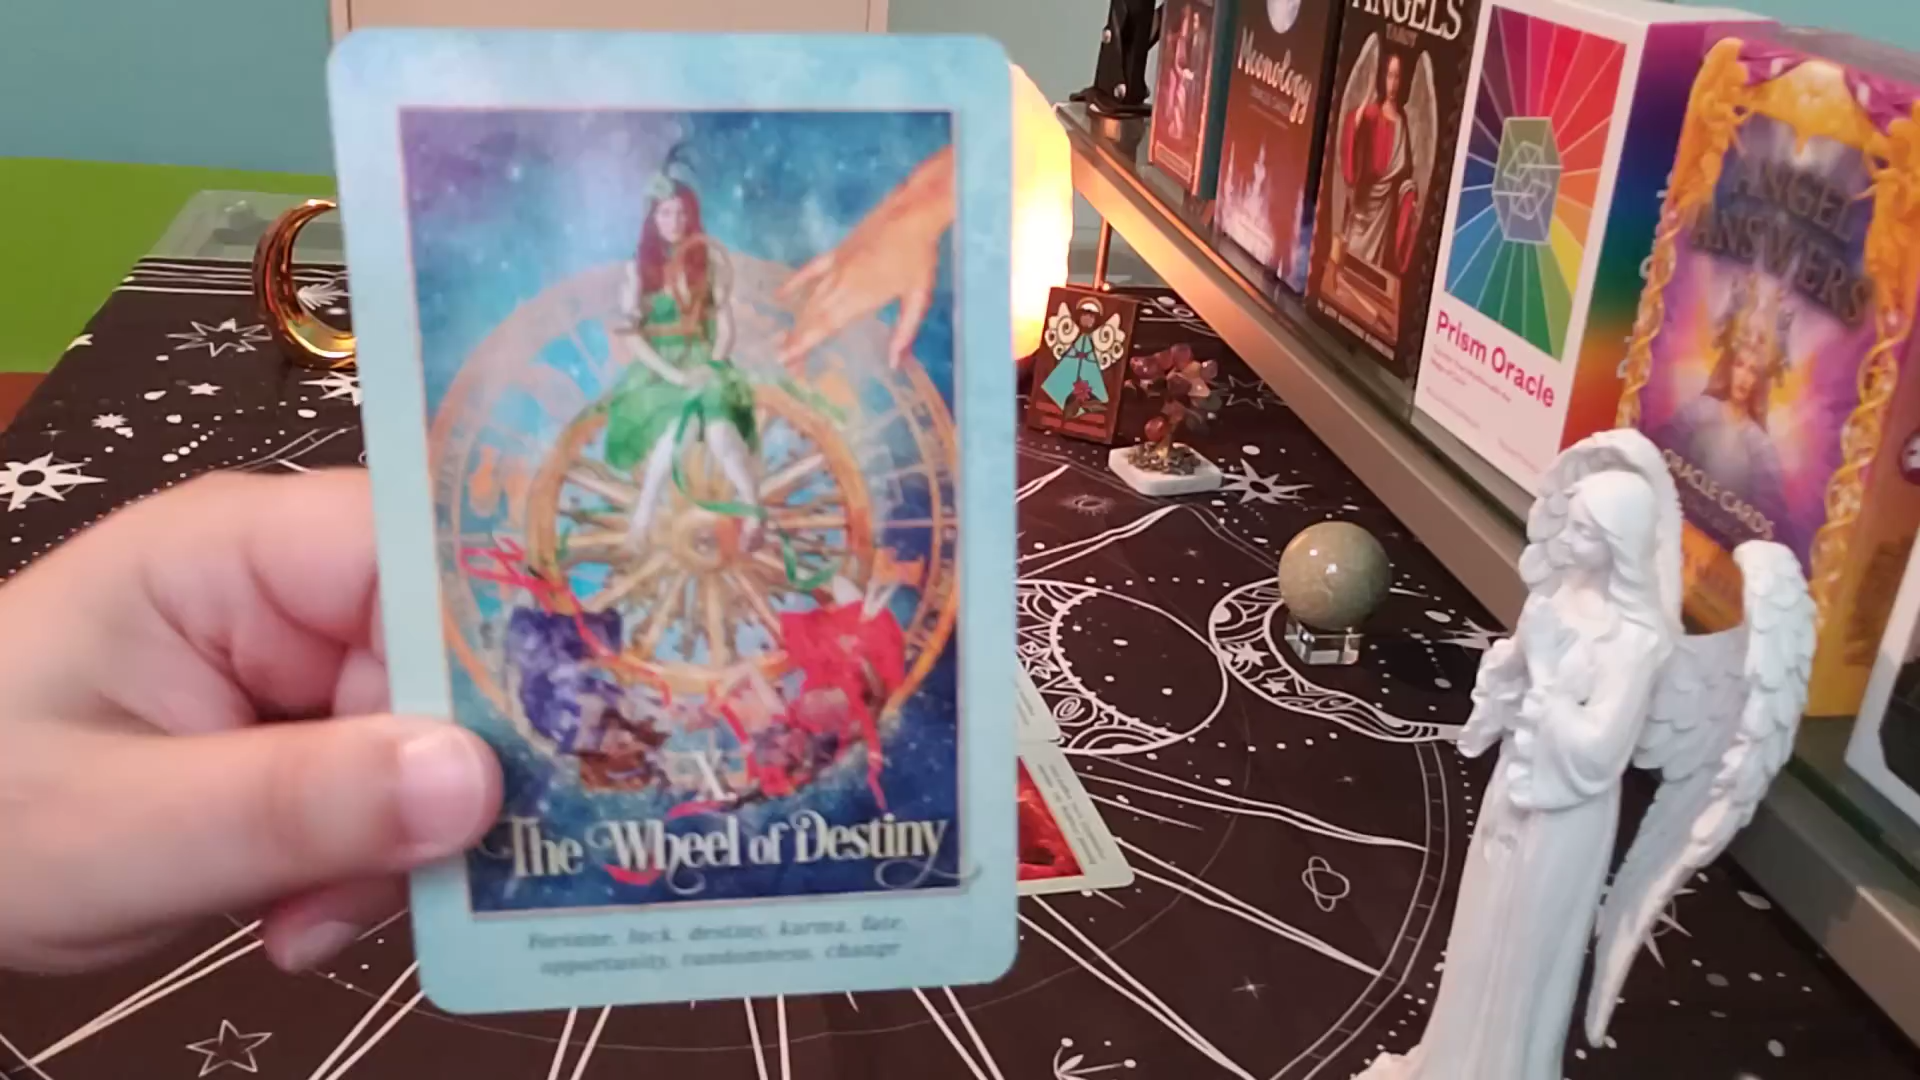 X
The Wheel of Destiny
Fortune, luck, destiny, karma, fate,
opportunity, randomness, change
Moonology
ANGELS
TAROT
Prism Oracle
ANGEL
ANSWERS
ORACLE CARDS